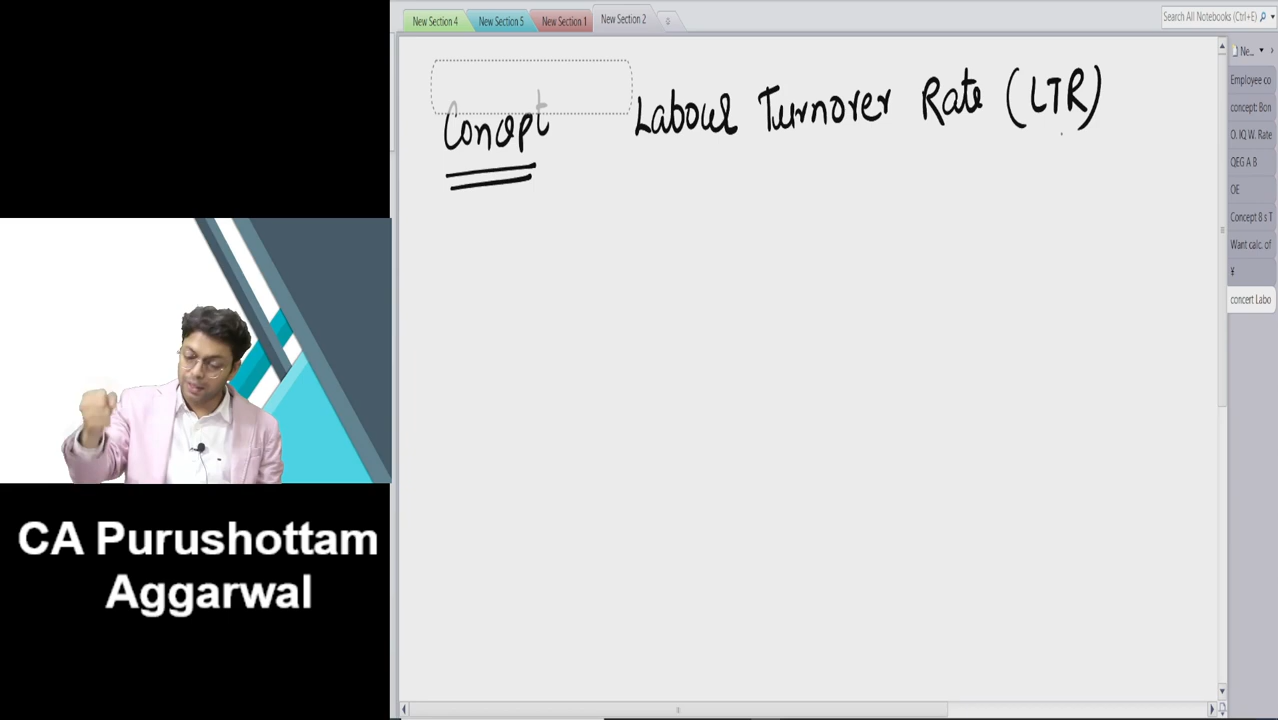 New Section 4
New Section 5
New Section 1
New Section 2
Search All Notebooks (Ctrl+E)
Ne...
Employee co
concept: Bon
O. IQ W. Rate
QEG A B
OE
Concept 8 s T
Want calc. of
¥
concert Labo
Concept Labour Turnover Rate (LTR)
CA Purushottam
Aggarwal